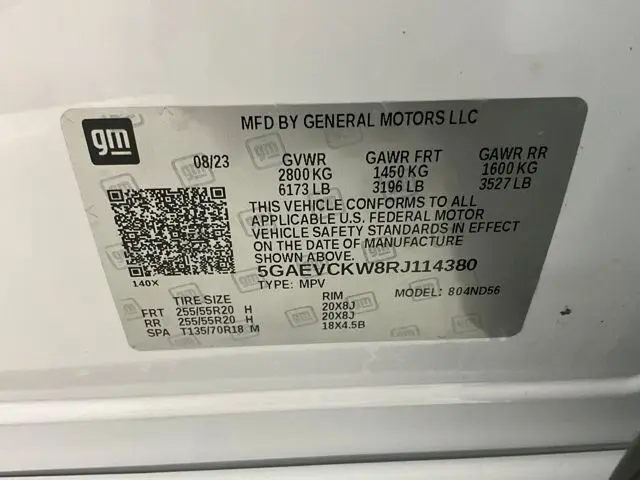 gm
MFD BY GENERAL MOTORS LLC
08/23 GVWR GAWR FRT GAWR RR
2800 KG 1450 KG 1600 KG
6173 LB 3196 LB 3527 LB
THIS VEHICLE CONFORMS TO ALL
APPLICABLE U.S. FEDERAL MOTOR
VEHICLE SAFETY STANDARDS IN EFFECT
ON THE DATE OF MANUFACTURE
SHOWN ABOVE.
140X
5GAEVCKW8RJ114380
TYPE: MPV MODEL: 804ND56
TIRE SIZE RIM
FRT 255/55R20 H 20X8J
RR 255/55R20 H 20X8J
SPA T135/70R18 M 18X4.5B